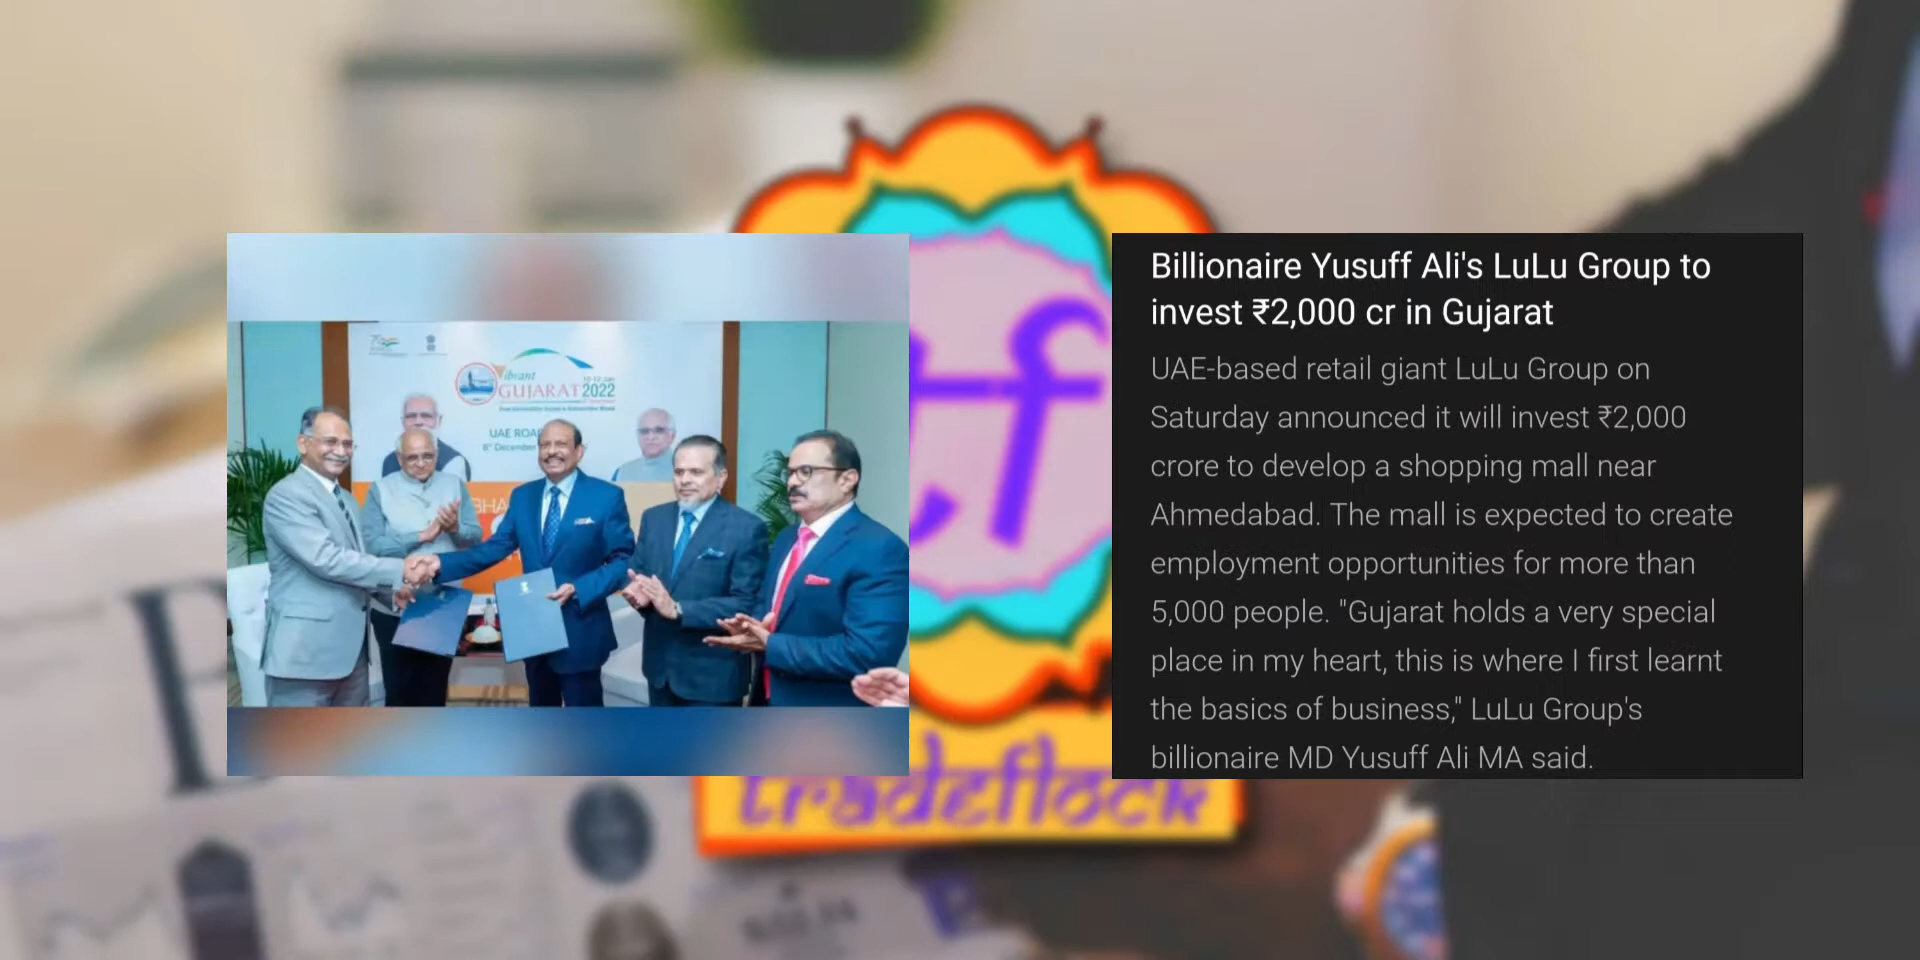 Vibrant
GUJARAT 2022
UAE ROA
8th December
BHA
Billionaire Yusuff Ali's LuLu Group to
invest ₹2,000 cr in Gujarat
UAE-based retail giant LuLu Group on
Saturday announced it will invest ₹2,000
crore to develop a shopping mall near
Ahmedabad. The mall is expected to create
employment opportunities for more than
5,000 people. "Gujarat holds a very special
place in my heart, this is where I first learnt
the basics of business," LuLu Group's
billionaire MD Yusuff Ali MA said.
tf
tradeflock